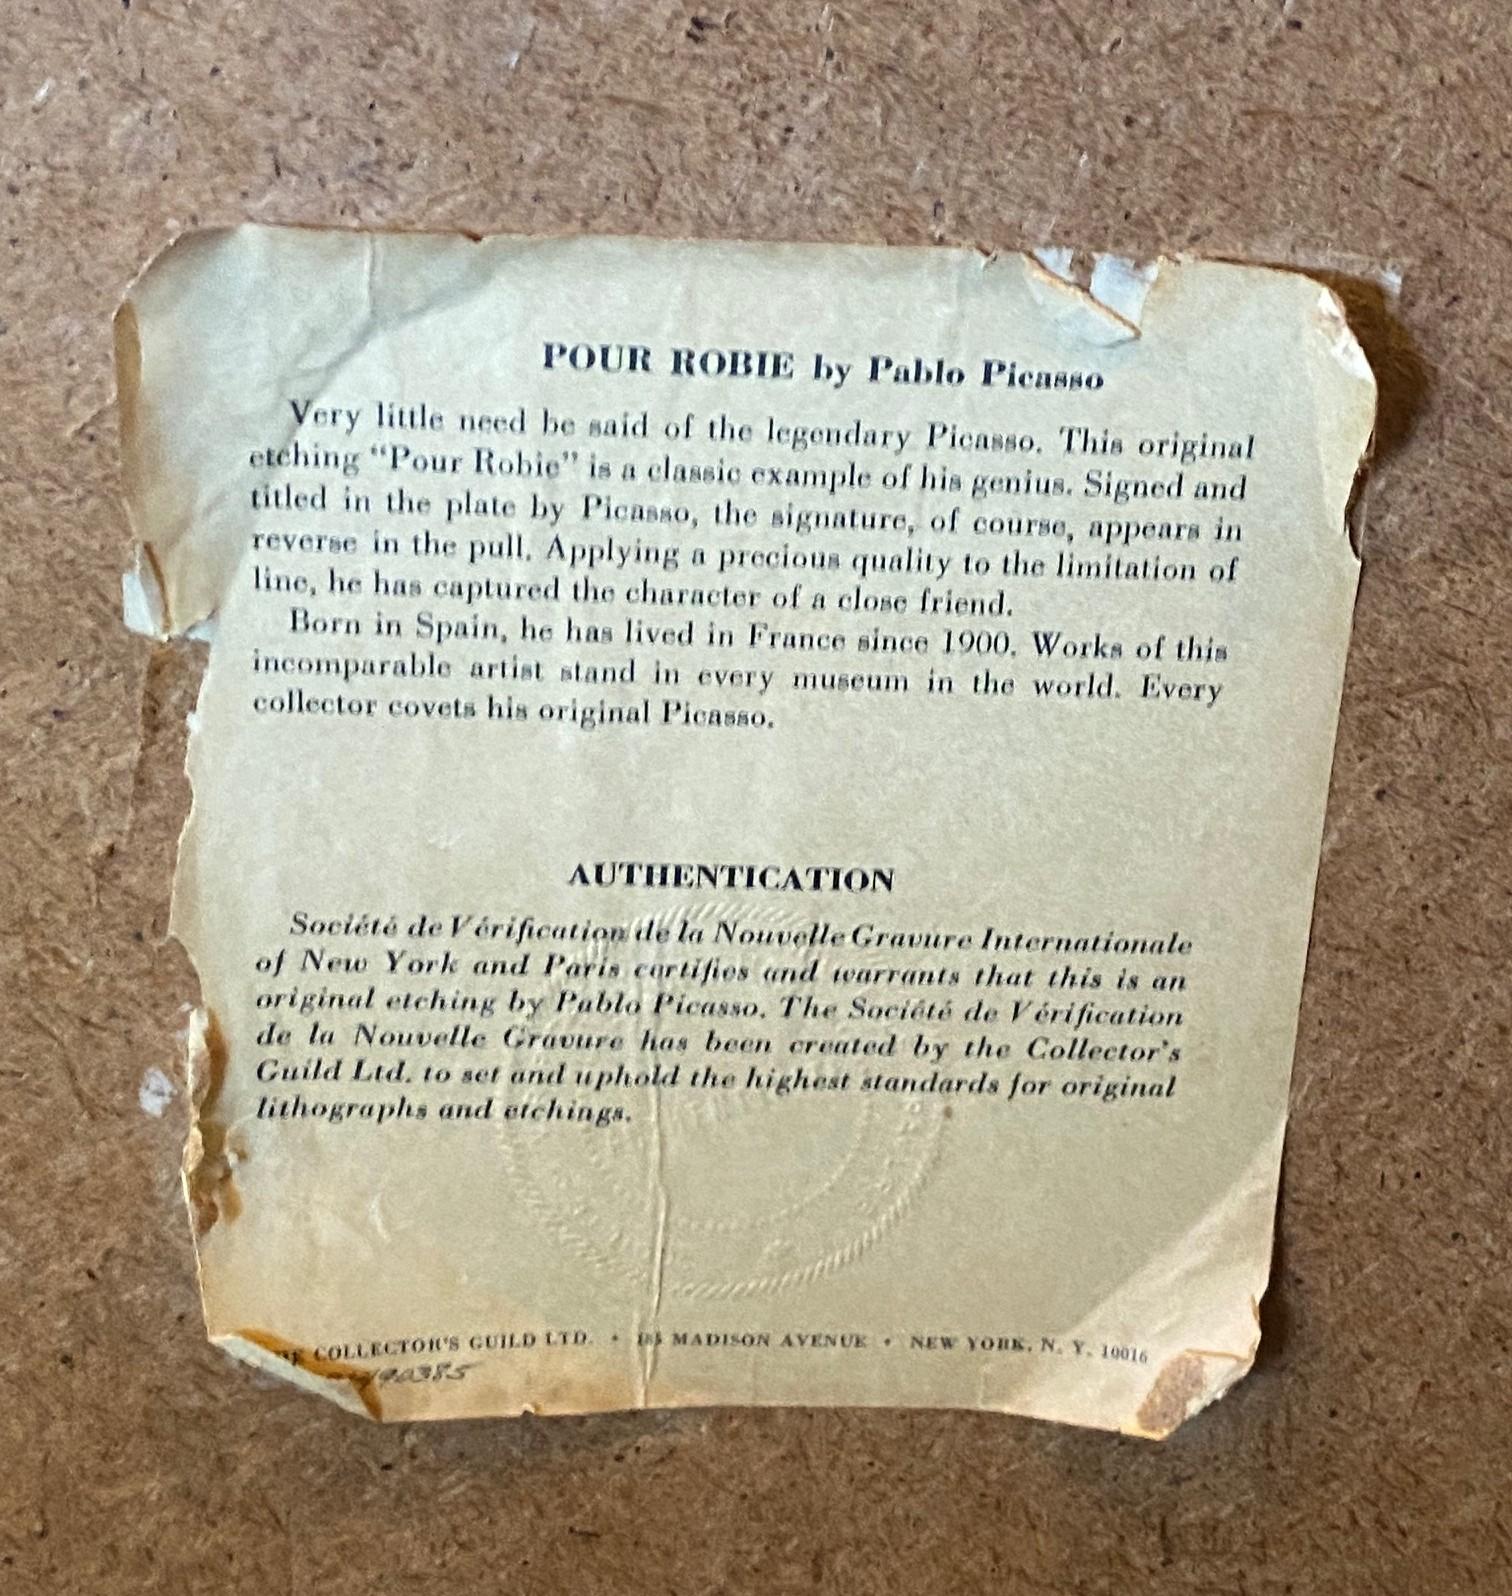 POUR ROBIE by Pablo Picasso
Very little need be said of the legendary Picasso. This original
etching "Pour Robie" is a classic example of his genius. Signed and
titled in the plate by Picasso, the signature, of course, appears in
reverse in the pull. Applying a precious quality to the limitation of
line, he has captured the character of a close friend.
Born in Spain, he has lived in France since 1900. Works of this
incomparable artist stand in every museum in the world. Every
collector covets his original Picasso.
AUTHENTICATION
Société de Vérification de la Nouvelle Gravure Internationale
of New York and Paris certifies and warrants that this is an
original etching by Pablo Picasso. The Société de Vérification
de la Nouvelle Gravure has been created by the Collector's
Guild Ltd. to set and uphold the highest standards for original
lithographs and etchings.
COLLECTOR'S GUILD LTD. • MADISON AVENUE • NEW YORK, N. Y. 10016
90385